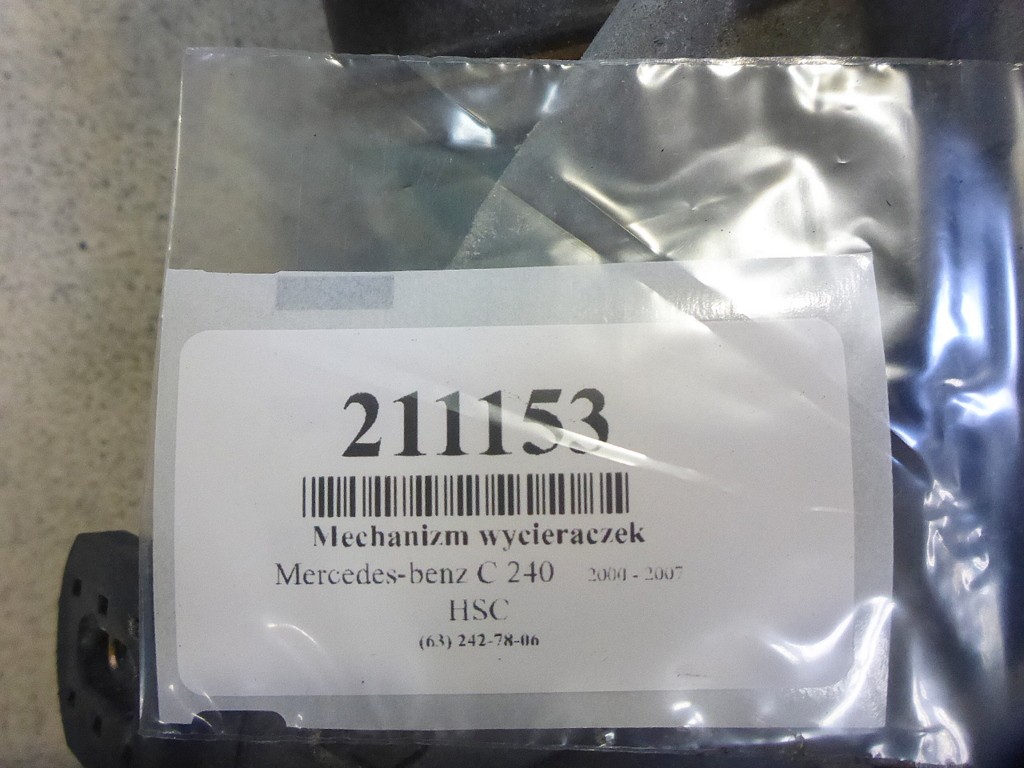 211153
Mechanizm wycieraczek
Mercedes-benz C 240 2000 - 2007
HSC
(63) 242-78-06